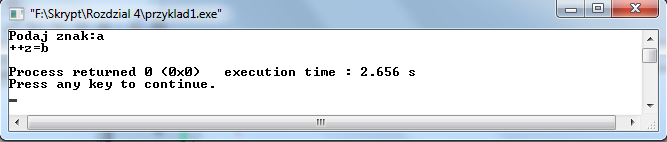 "F:\Skrypt\Rozdzial 4\przyklad1.exe"
Podaj znak:a
++z=b
Process returned 0 (0x0)   execution time : 2.656 s
Press any key to continue.